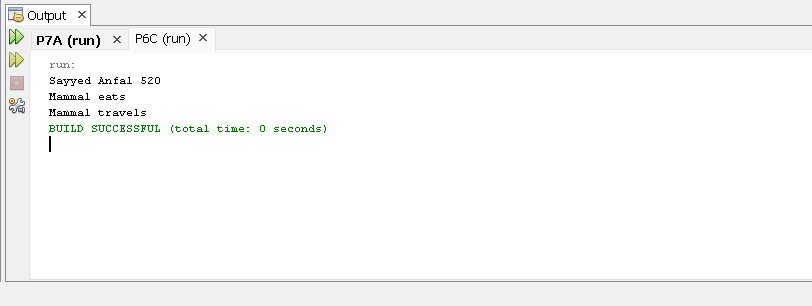 Output
P7A (run)
P6C (run)
run:
Sayyed Anfal 520
Mammal eats
Mammal travels
BUILD SUCCESSFUL (total time: 0 seconds)